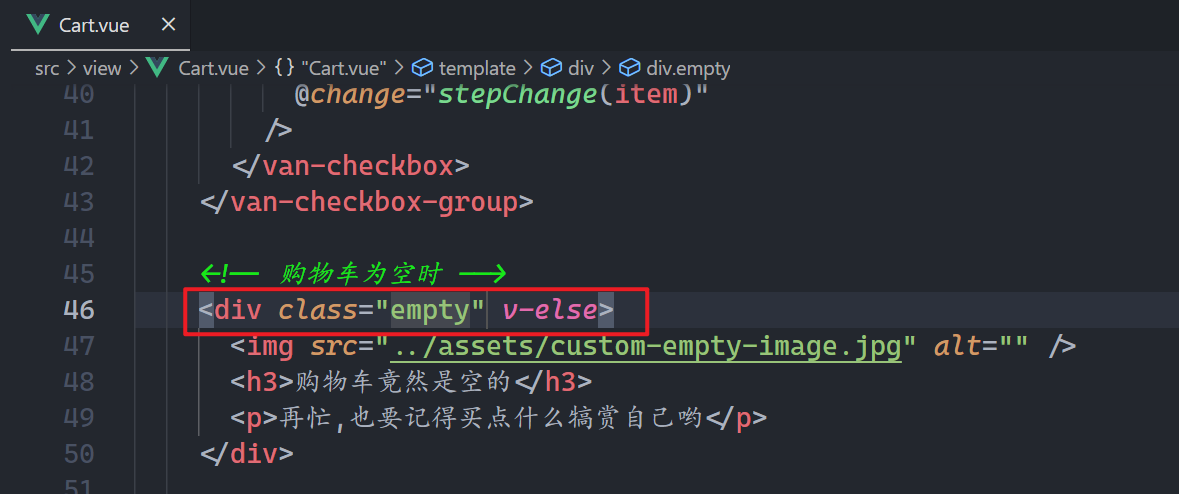 Cart.vue ×
src > view > Cart.vue > {} "Cart.vue" > template > div > div.empty
40 @change="stepChange(item)"
41 />
42 </van-checkbox>
43 </van-checkbox-group>
44
45 <!-- 购物车为空时 -->
46 <div class="empty" v-else>
47 <img src="../assets/custom-empty-image.jpg" alt="" />
48 <h3>购物车竟然是空的</h3>
49 <p>再忙,也要记得买点什么犒赏自己哟</p>
50 </div>
51